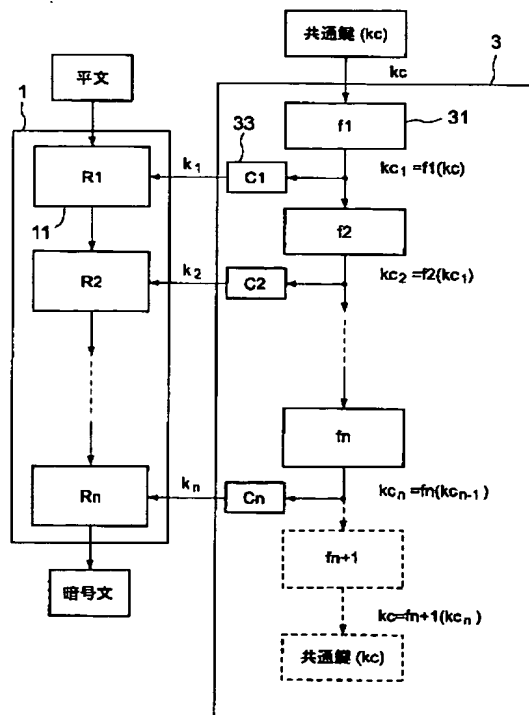 共通鍵 (kc)
3
kc
平文
1
f1
31
33
R1
k1
C1
kc1 =f1(kc)
11
f2
R2
k2
C2
kc2 =f2(kc1)
fn
Rn
kn
Cn
kcn =fn(kcn-1)
fn+1
暗号文
kc=fn+1(kcn)
共通鍵 (kc)